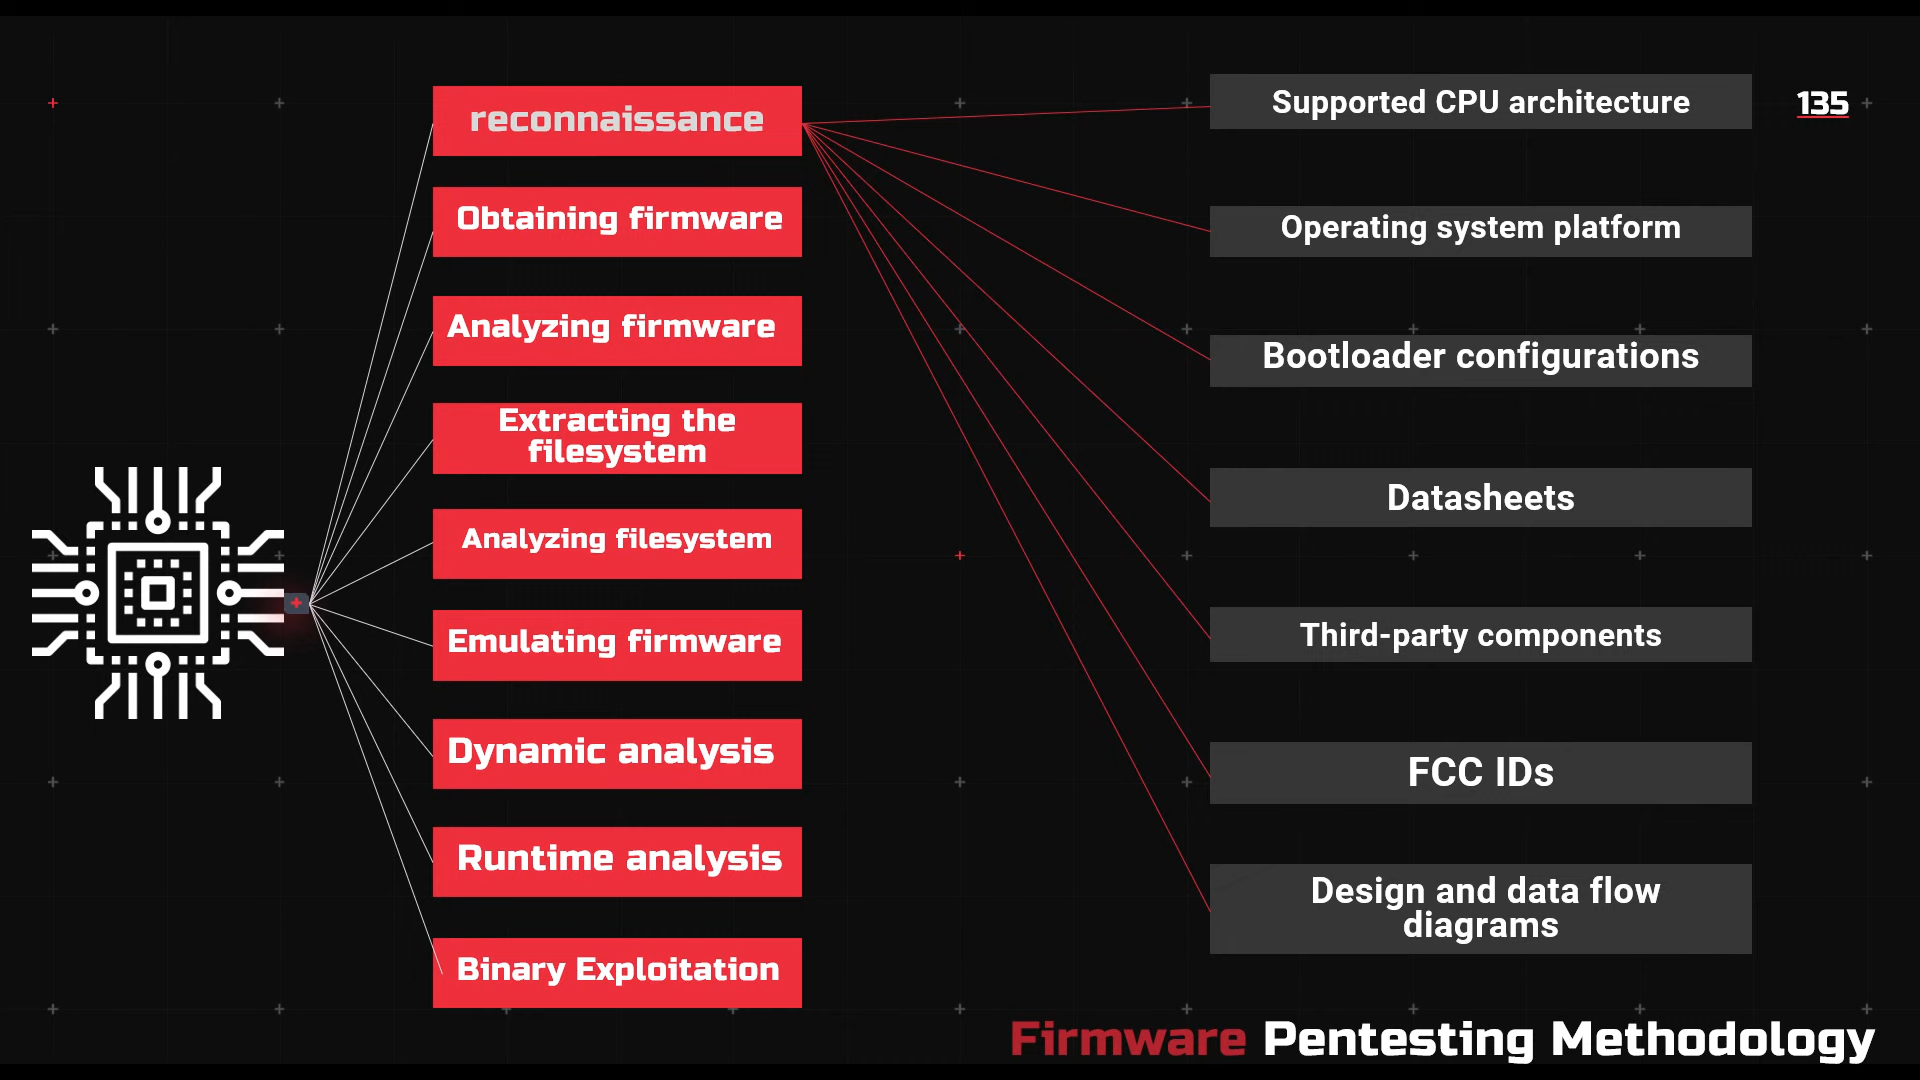 reconnaissance
Obtaining firmware
Analyzing firmware
Extracting the
filesystem
Analyzing filesystem
Emulating firmware
Dynamic analysis
Runtime analysis
Binary Exploitation
Supported CPU architecture
Operating system platform
Bootloader configurations
Datasheets
Third-party components
FCC IDs
Design and data flow
diagrams
135
Firmware Pentesting Methodology